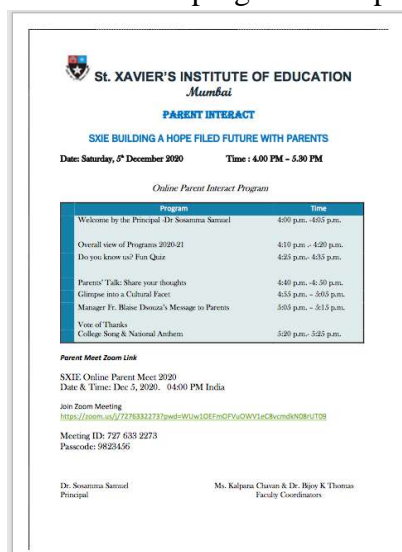 St. XAVIER'S INSTITUTE OF EDUCATION
Mumbai
PARENT INTERACT
SXIE BUILDING A HOPE FILED FUTURE WITH PARENTS
Date: Saturday, 5th December 2020 Time : 4.00 PM – 5.30 PM
Online Parent Interact Program
Program Time
Welcome by the Principal -Dr Sosamma Samuel 4:00 p.m. -4:05 p.m.
Overall view of Programs 2020-21 4:10 p.m .- 4:20 p.m.
Do you know us? Fun Quiz 4:25 p.m.- 4:35 p.m.
Parents' Talk: Share your thoughts 4:40 p.m. -4: 50 p.m.
Glimpse into a Cultural Facet 4:55 p.m. – 5:05 p.m.
Manager Fr. Blaise Dsouza's Message to Parents 5:05 p.m. – 5:15 p.m.
Vote of Thanks
College Song & National Anthem 5:20 p.m.- 5:25 p.m.
Parent Meet Zoom Link
SXIE Online Parent Meet 2020
Date & Time: Dec 5, 2020. 04:00 PM India
Join Zoom Meeting
Meeting ID: 727 633 2273
Passcode: 9823456
Dr. Sosamma Samuel Ms. Kalpana Chavan & Dr. Bijoy K Thomas
Principal Faculty Coordinators